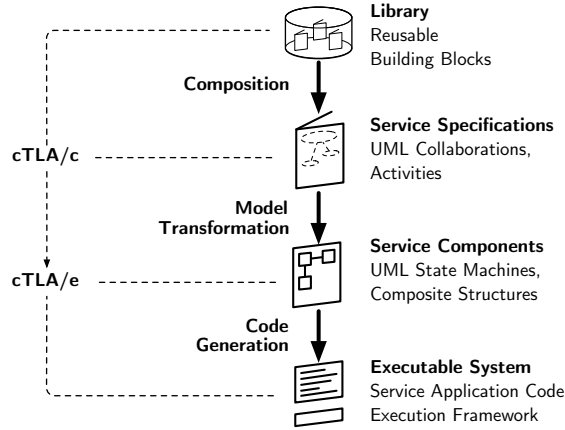 Library
Reusable
Building Blocks
Composition
Service Specifications
UML Collaborations,
Activities
cTLA/c
Model
Transformation
Service Components
UML State Machines,
Composite Structures
cTLA/e
Code
Generation
Executable System
Service Application Code
Execution Framework